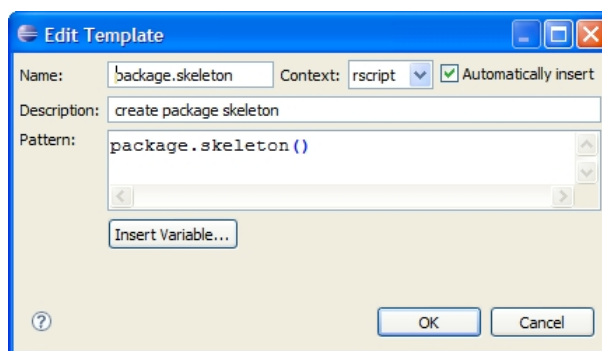 Edit Template
Name: package.skeleton Context: rscript Automatically insert
Description: create package skeleton
Pattern: package.skeleton()
Insert Variable...
? OK Cancel